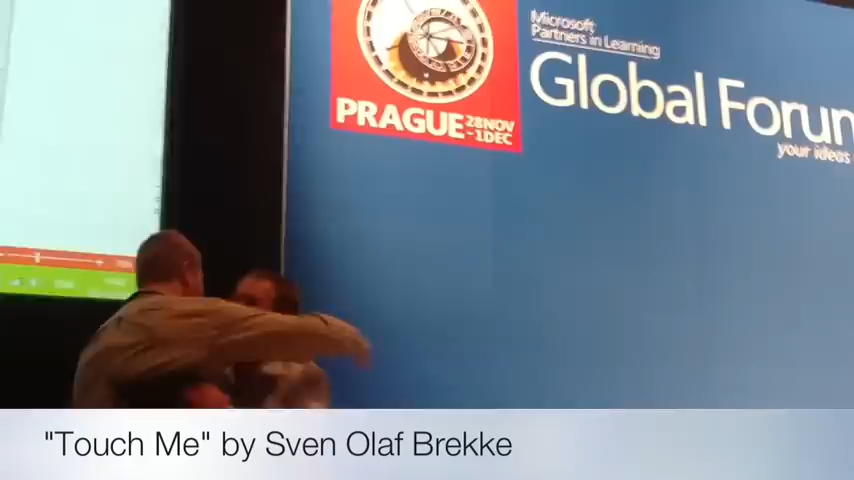 Microsoft
Partners in Learning
Global Forum
your ideas
PRAGUE 28NOV
-1DEC
"Touch Me" by Sven Olaf Brekke